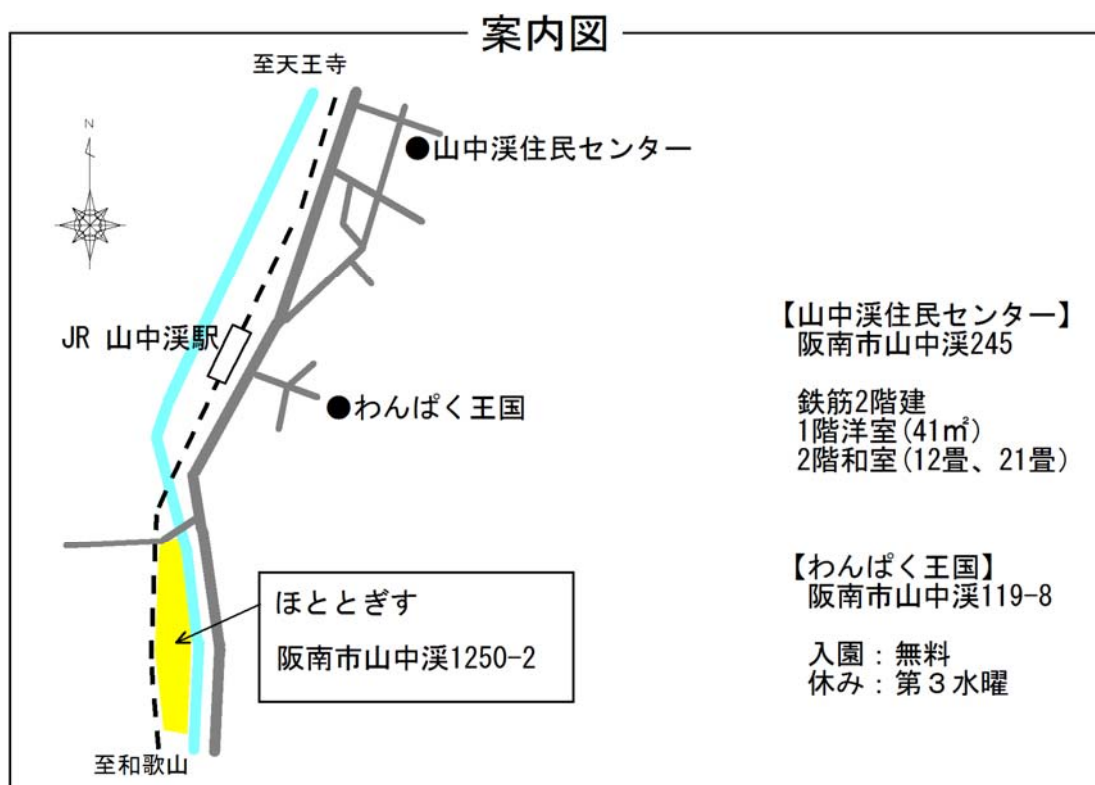 案内図
至天王寺
N
●山中渓住民センター
JR 山中渓駅
●わんぱく王国
【山中渓住民センター】
阪南市山中渓245
鉄筋2階建
1階洋室(41㎡)
2階和室(12畳、21畳)
【わんぱく王国】
阪南市山中渓119-8
入園：無料
休み：第３水曜
ほととぎす
阪南市山中渓1250-2
至和歌山